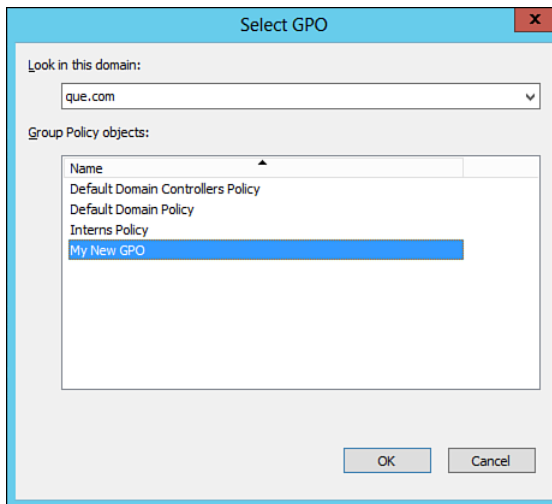 Select GPO
x
Look in this domain:
que.com
Group Policy objects:
Name
Default Domain Controllers Policy
Default Domain Policy
Interns Policy
My New GPO
OK Cancel